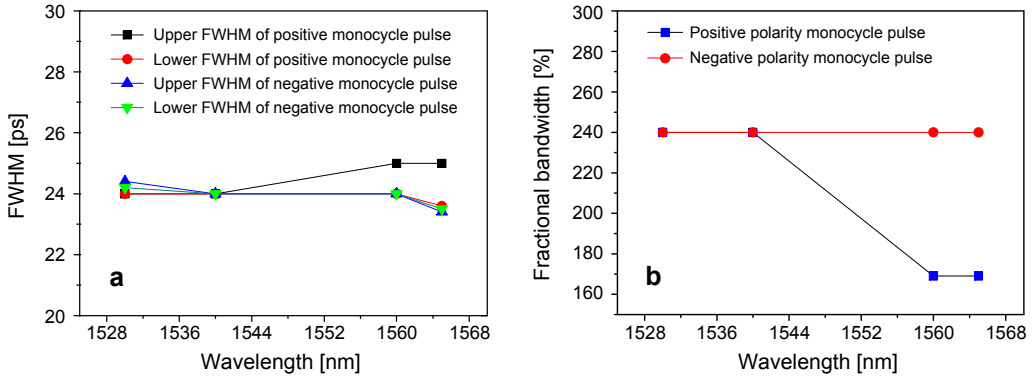 30
28
26
24
22
20
FWHM [ps]
Upper FWHM of positive monocycle pulse
Lower FWHM of positive monocycle pulse
Upper FWHM of negative monocycle pulse
Lower FWHM of negative monocycle pulse
a
1528 1536 1544 1552 1560 1568
Wavelength [nm]
300
280
260
240
220
200
180
160
Fractional bandwidth [%]
Positive polarity monocycle pulse
Negative polarity monocycle pulse
b
1528 1536 1544 1552 1560 1568
Wavelength [nm]